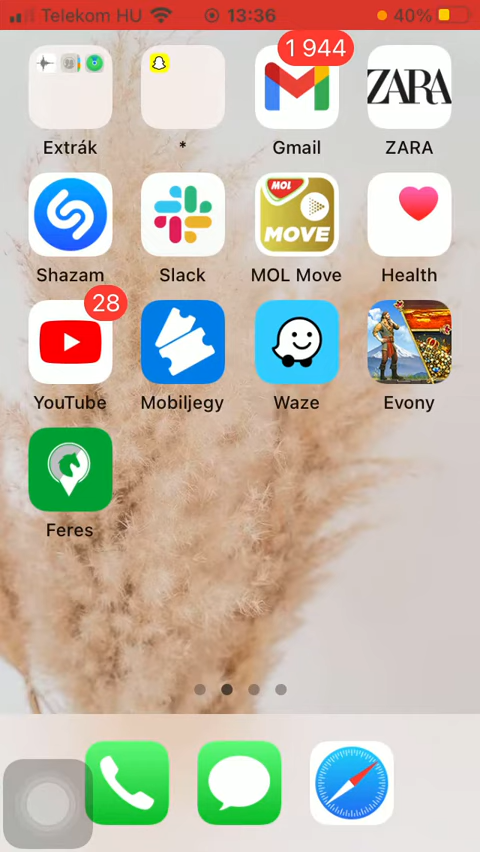 Telekom HU 13:36 40%
1 944
ZARA
Extrák * Gmail ZARA
MOL
MOVE
Shazam Slack MOL Move Health
28
YouTube Mobiljegy Waze Evony
Feres